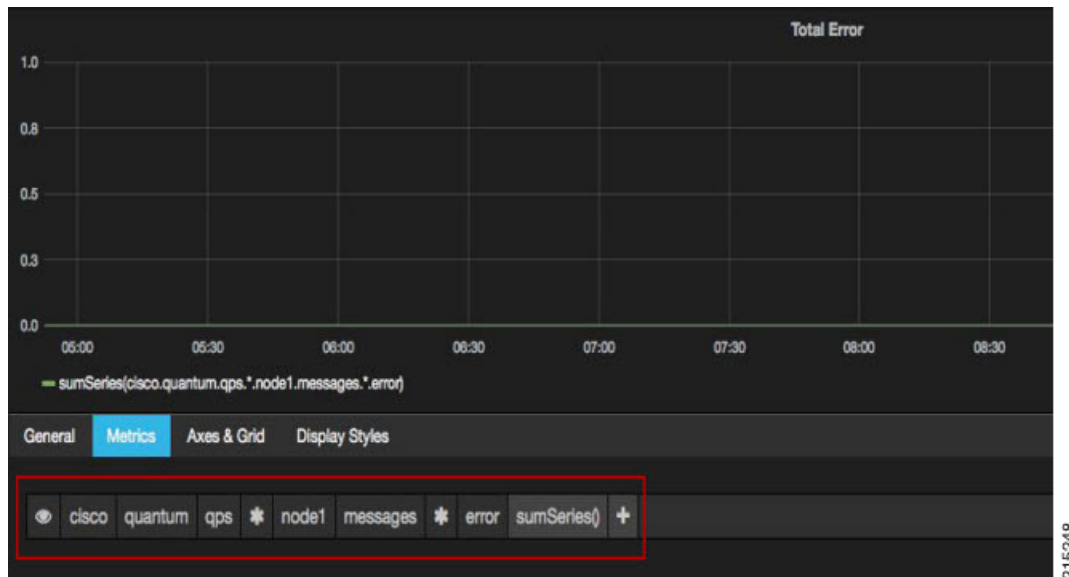 Total Error
1.0
0.8
0.5
0.3
0.0
05:00 05:30 06:00 06:30 07:00 07:30 08:00 08:30
sumSeries(cisco.quantum.qps.*.node1.messages.*.error)
General Metrics Axes & Grid Display Styles
cisco quantum qps * node1 messages * error sumSeries() +